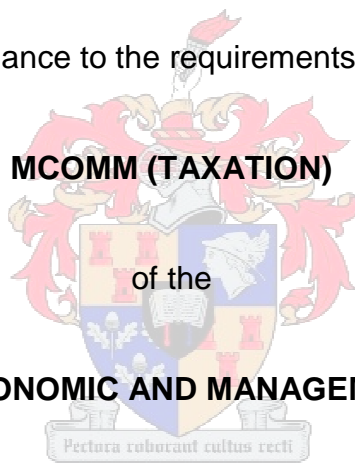 ance to the requirements
MCOMM (TAXATION)
of the
ONOMIC AND MANAGEM
Pectora roborant cultus recti